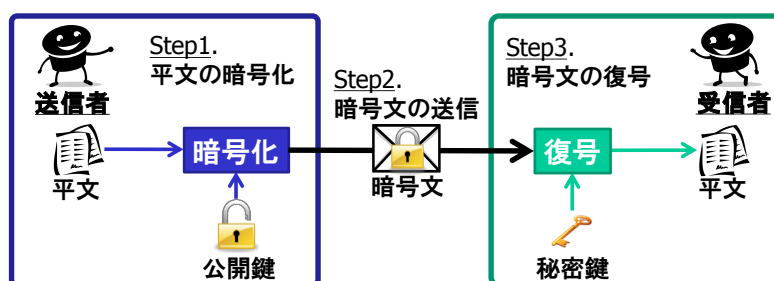 Step1.
平文の暗号化
送信者
平文
暗号化
公開鍵
Step2.
暗号文の送信
暗号文
Step3.
暗号文の復号
受信者
復号
平文
秘密鍵